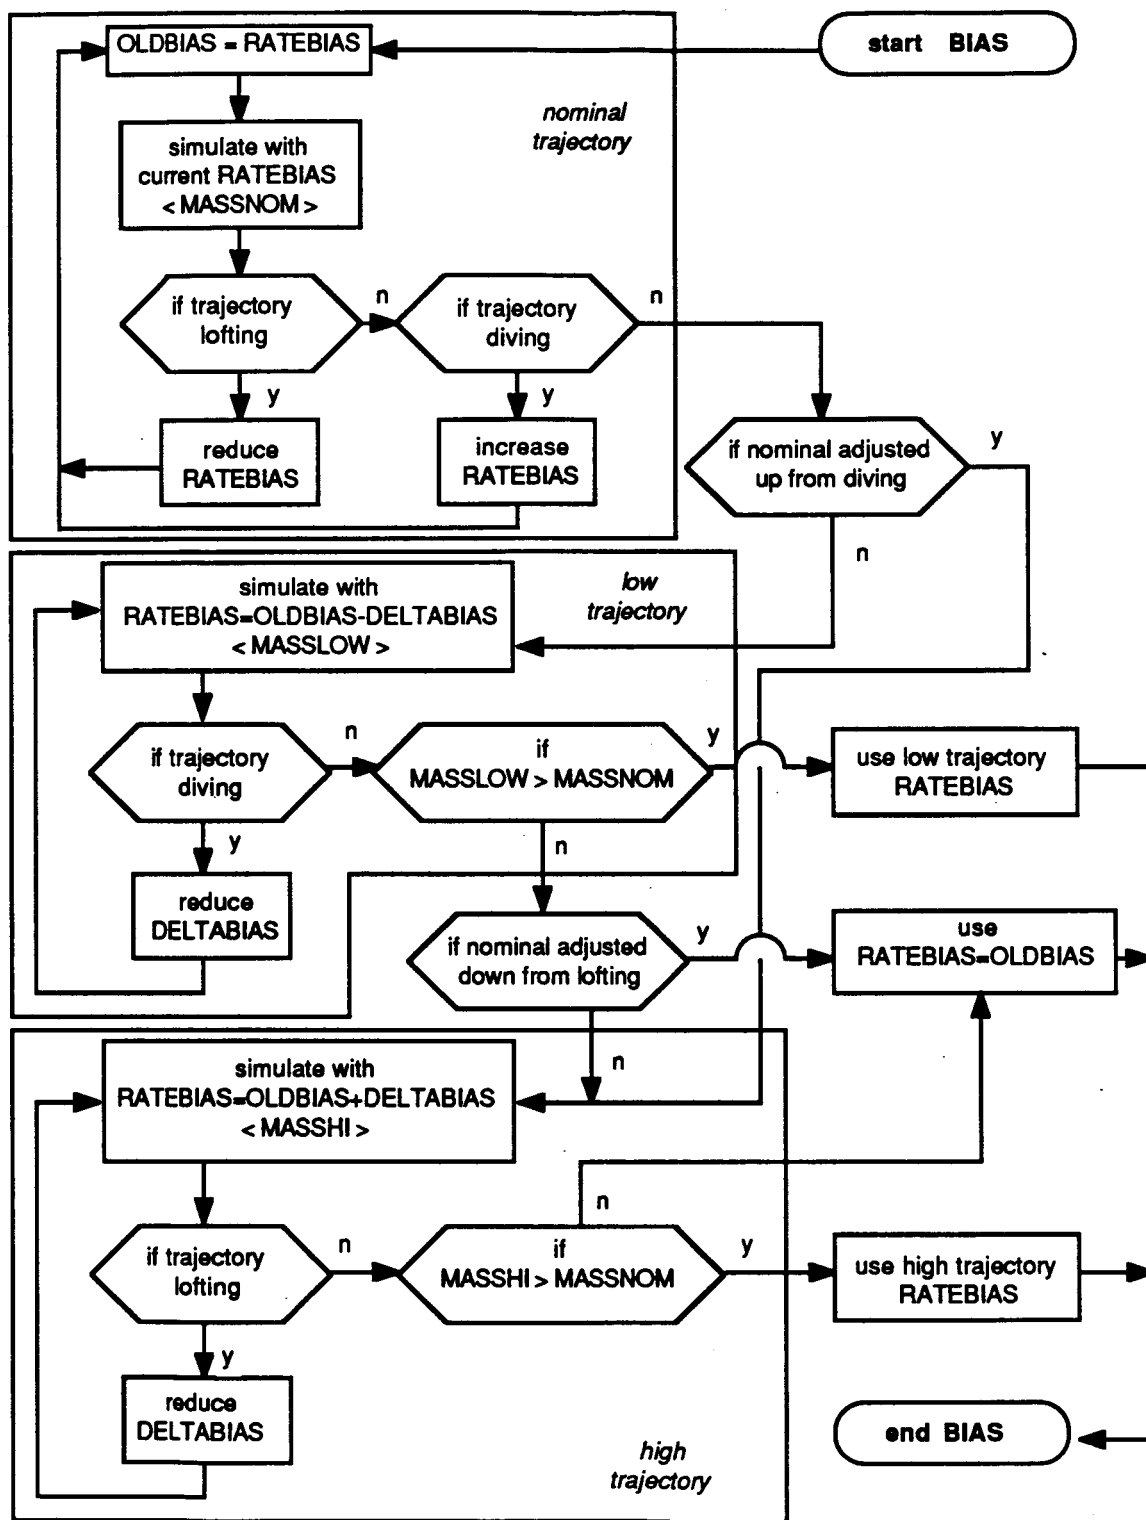 OLDBIAS = RATEBIAS
start BIAS
nominal
trajectory
simulate with
current RATEBIAS
< MASSNOM >
if trajectory
lofting
n
if trajectory
diving
n
y
reduce
RATEBIAS
y
increase
RATEBIAS
if nominal adjusted
up from diving
y
n
simulate with
RATEBIAS=OLDBIAS-DELTABIAS
< MASSLOW >
low
trajectory
if trajectory
diving
n
if
MASSLOW > MASSNOM
y
use low trajectory
RATEBIAS
y
reduce
DELTABIAS
n
if nominal adjusted
down from lofting
y
use
RATEBIAS=OLDBIAS
n
simulate with
RATEBIAS=OLDBIAS+DELTABIAS
< MASSHI >
n
if trajectory
lofting
n
if
MASSHI > MASSNOM
y
use high trajectory
RATEBIAS
y
reduce
DELTABIAS
high
trajectory
end BIAS